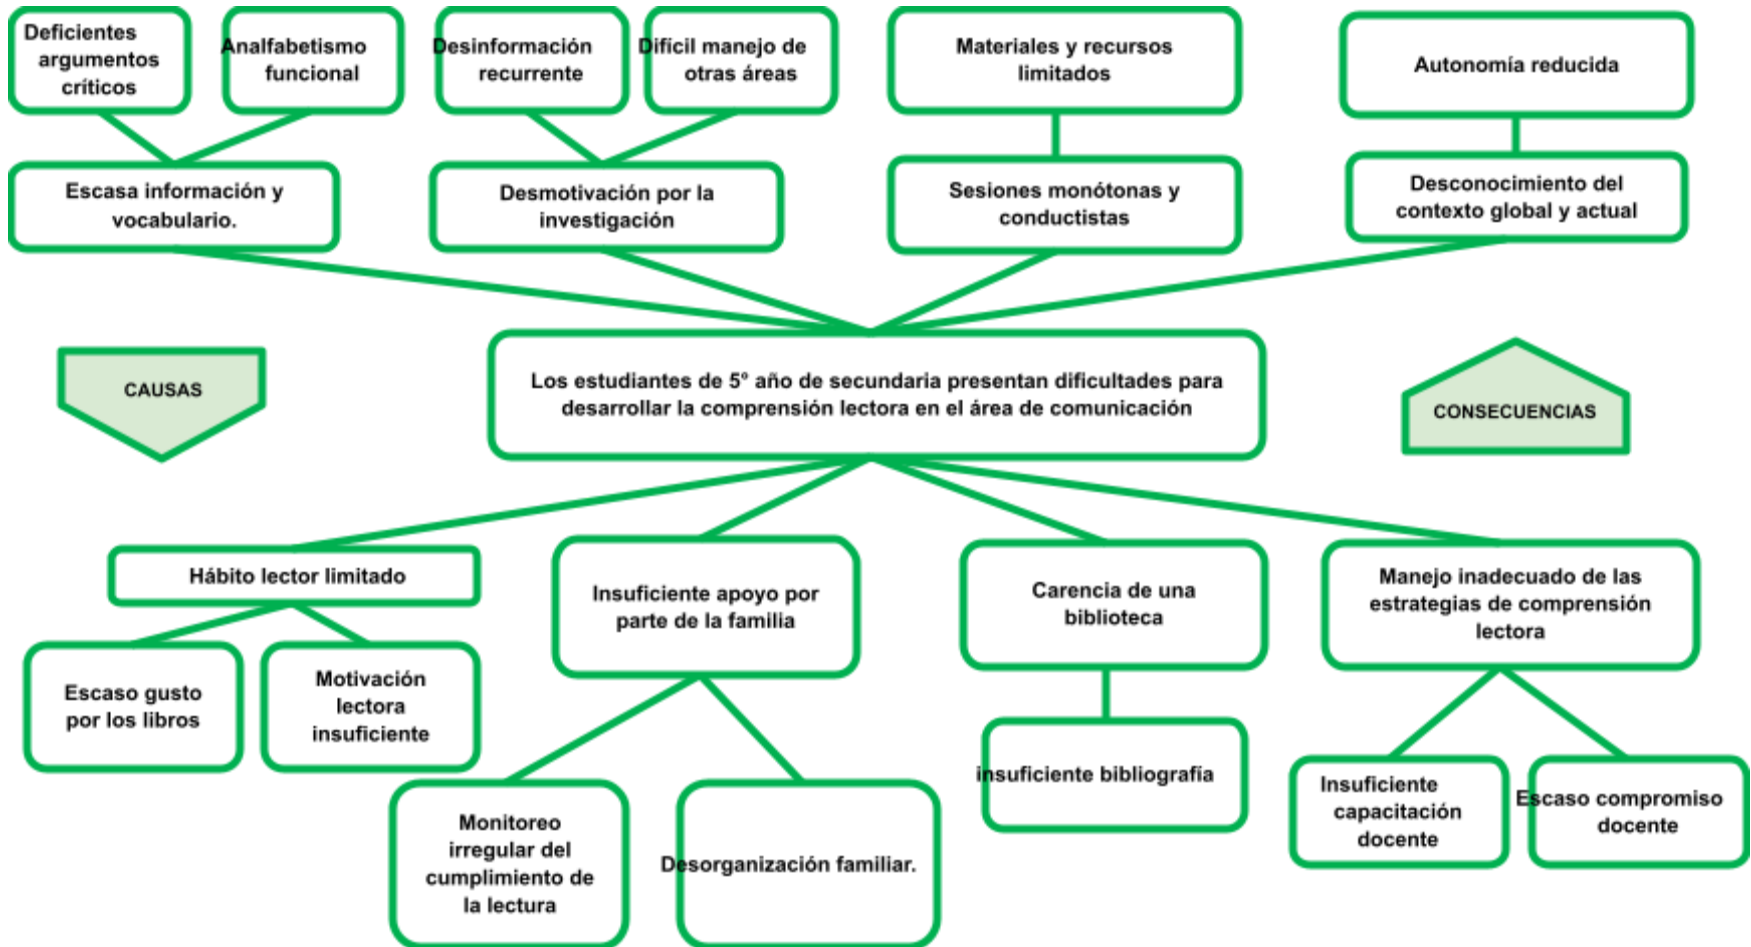 Deficientes
argumentos
críticos
Analfabetismo
funcional
Desinformación
recurrente
Difícil manejo de
otras áreas
Materiales y recursos
limitados
Autonomía reducida
Escasa información y
vocabulario.
Desmotivación por la
investigación
Sesiones monótonas y
conductistas
Desconocimiento del
contexto global y actual
CAUSAS
Los estudiantes de 5° año de secundaria presentan dificultades para
desarrollar la comprensión lectora en el área de comunicación
CONSECUENCIAS
Hábito lector limitado
Insuficiente apoyo por
parte de la familia
Carencia de una
biblioteca
Manejo inadecuado de las
estrategias de comprensión
lectora
Escaso gusto
por los libros
Motivación
lectora
insuficiente
Monitoreo
irregular del
cumplimiento de
la lectura
Desorganización familiar.
insuficiente bibliografía
Insuficiente
capacitación
docente
Escaso compromiso
docente